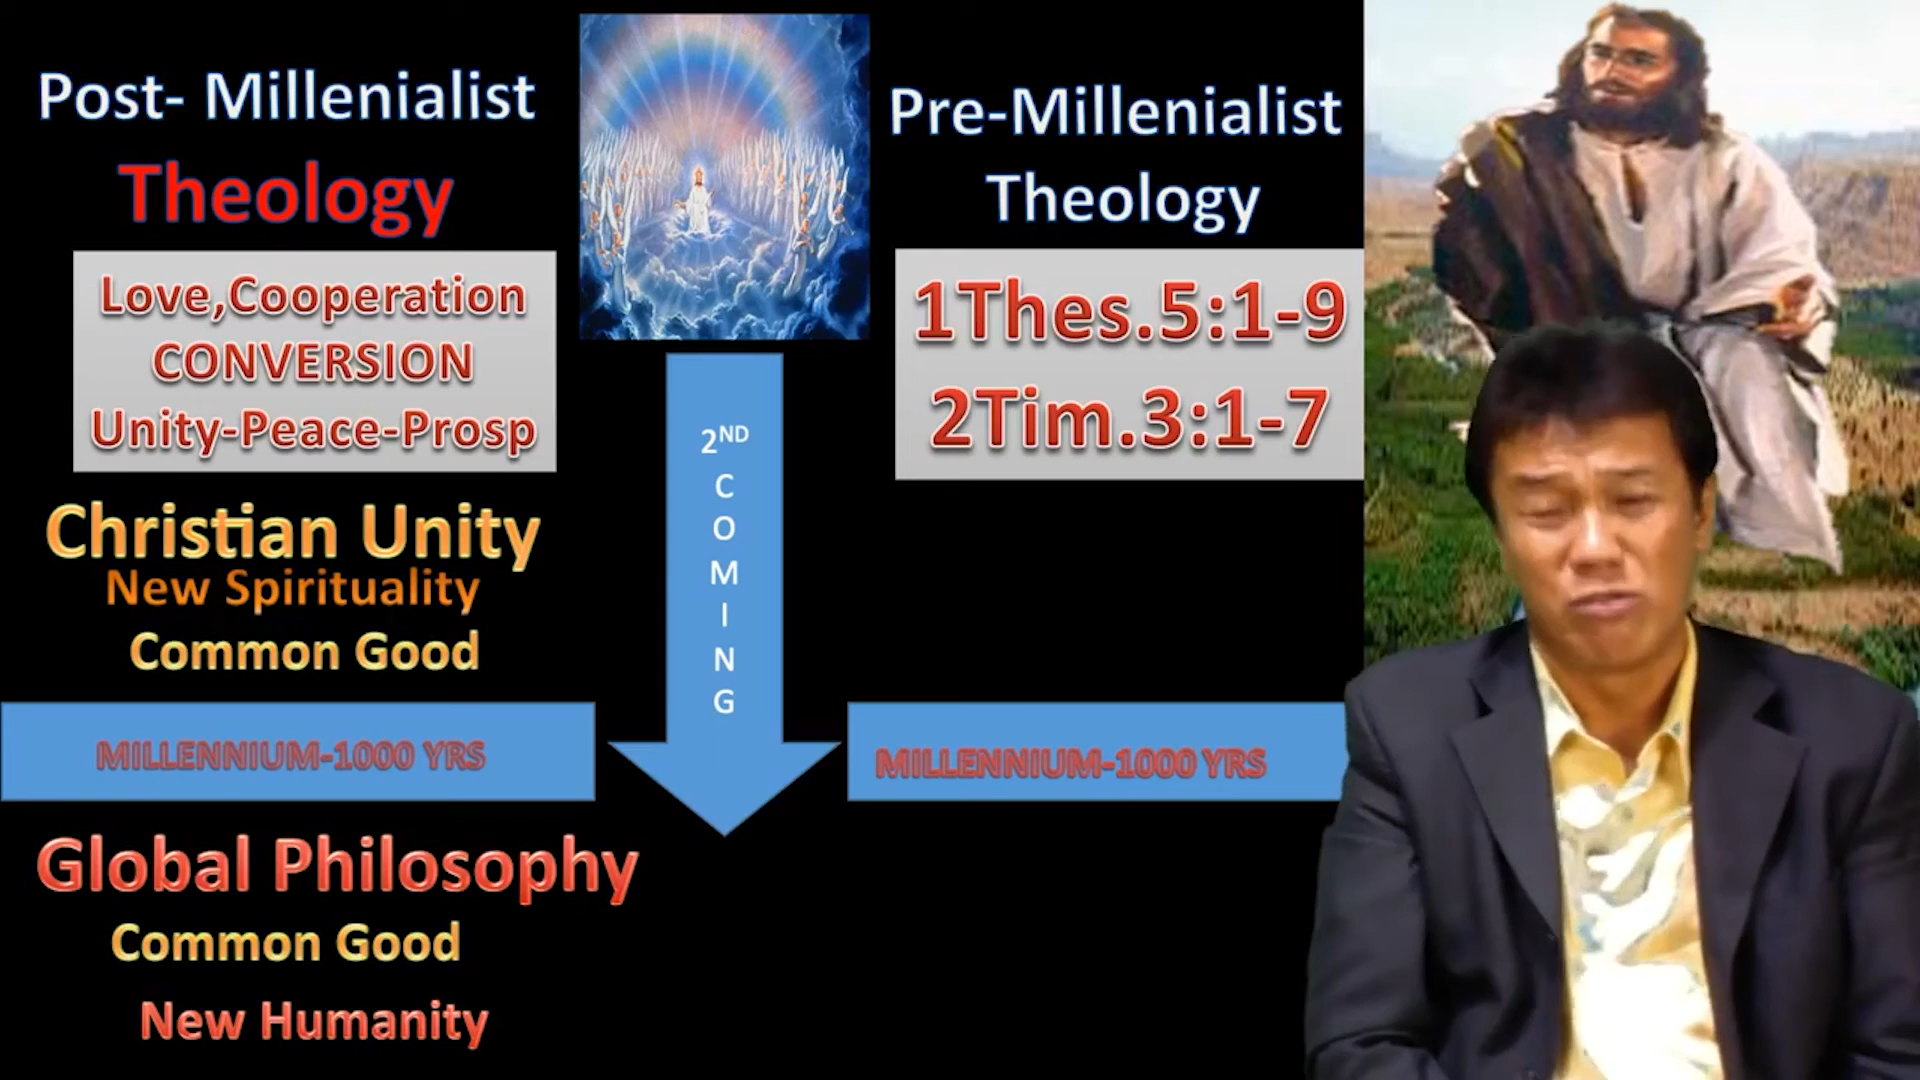 Post- Millenialist
Theology
Love,Cooperation
CONVERSION
Unity-Peace-Prosp
Christian Unity
New Spirituality
Common Good
MILLENNIUM-1000 YRS
Global Philosophy
Common Good
New Humanity
2ND
C
O
M
I
N
G
Pre-Millenialist
Theology
1Thes.5:1-9
2Tim.3:1-7
MILLENNIUM-1000 YRS